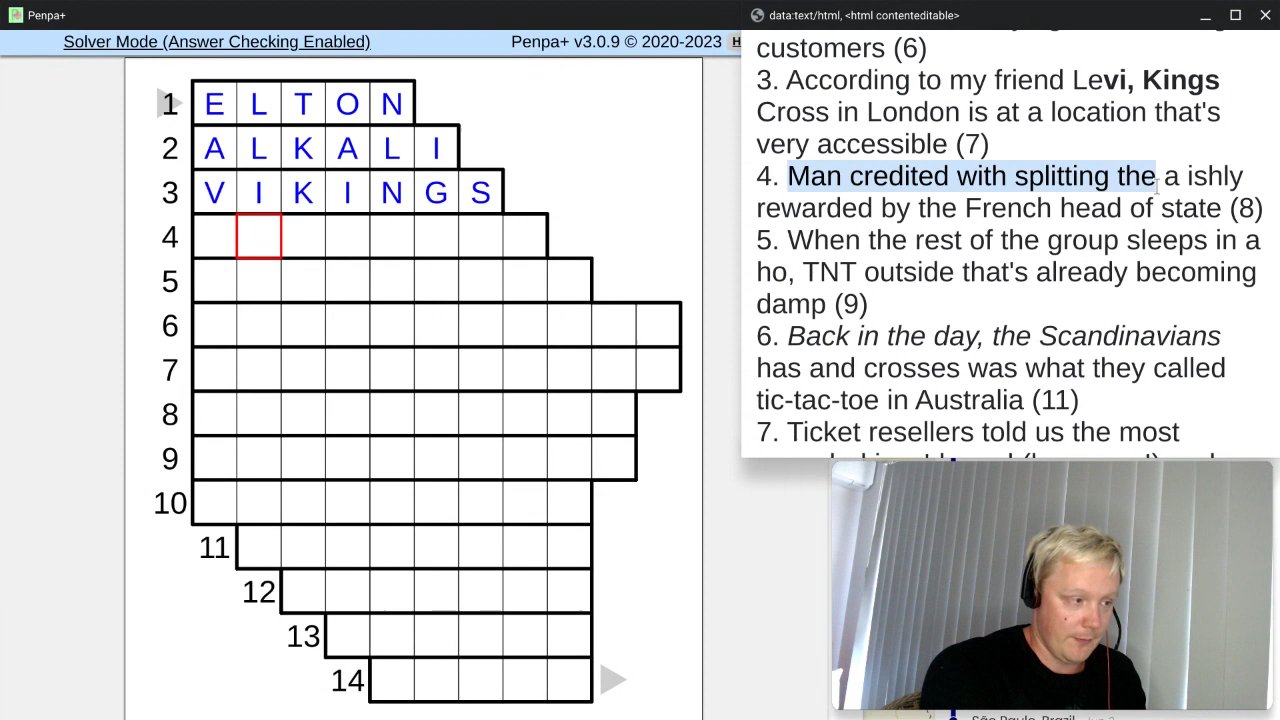 Penpa+
data:text/html, <html contenteditable>
Solver Mode (Answer Checking Enabled)
Penpa+ v3.0.9 © 2020-2023
H
customers (6)
3. According to my friend Levi, Kings
Cross in London is at a location that's
very accessible (7)
4. Man credited with splitting the a ishly
rewarded by the French head of state (8)
5. When the rest of the group sleeps in a
ho, TNT outside that's already becoming
damp (9)
6. Back in the day, the Scandinavians
has and crosses was what they called
tic-tac-toe in Australia (11)
7. Ticket resellers told us the most
1 E L T O N
2 A L K A L I
3 V I K I N G S
4
5
6
7
8
9
10
11
12
13
14
São Paulo, Brazil